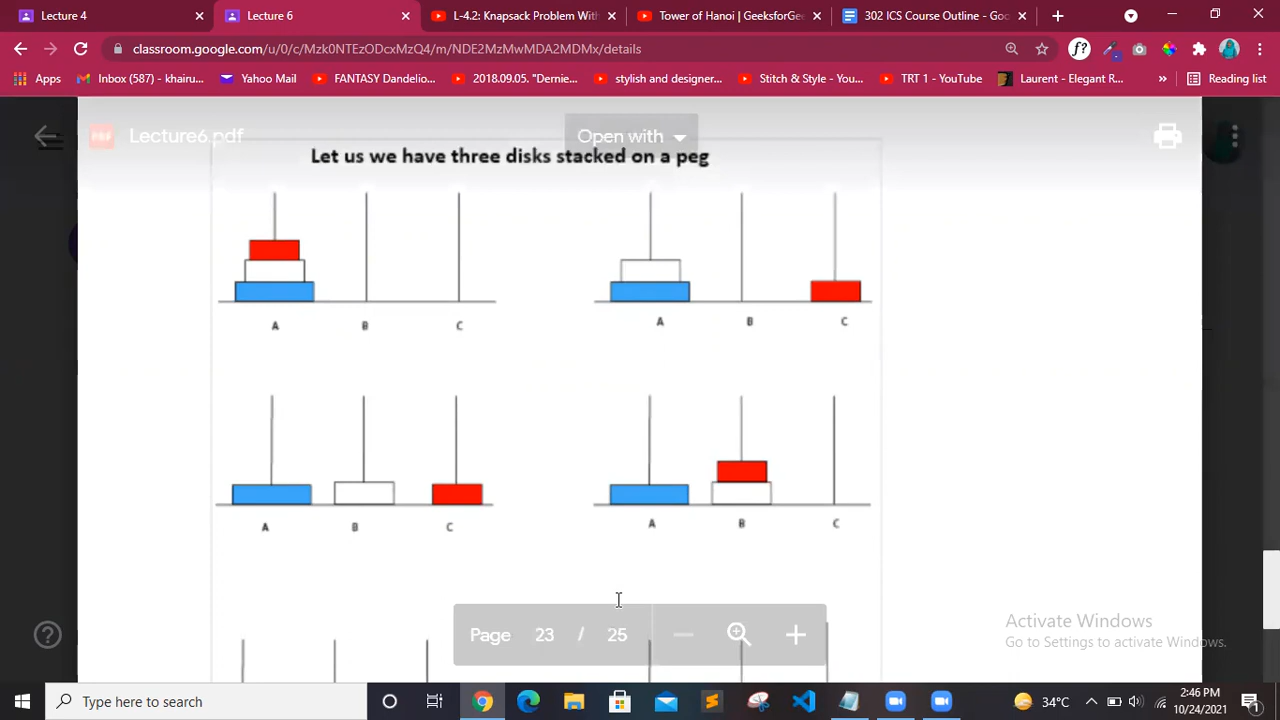 Lecture 4
Lecture 6
L-4.2: Knapsack Problem With
Tower of Hanoi | GeeksforGe
302 ICS Course Outline - Goo
classroom.google.com/u/0/c/Mzk0NTEzODcxMzQ4/m/NDE2MzMwMDA2MDMx/details
f?
Apps
Inbox (587) - khairu...
Yahoo Mail
FANTASY Dandelio...
2018.09.05. "Dernie...
stylish and designer...
Stitch & Style - You...
TRT 1 - YouTube
Laurent - Elegant R...
»
Reading list
PDF
Lecture6.pdf
Open with
Let us we have three disks stacked on a peg
A B C
A B C
A B C
A B C
Page 23 / 25
Activate Windows
Go to Settings to activate Windows.
Type here to search
34°C
2:46 PM
10/24/2021
1